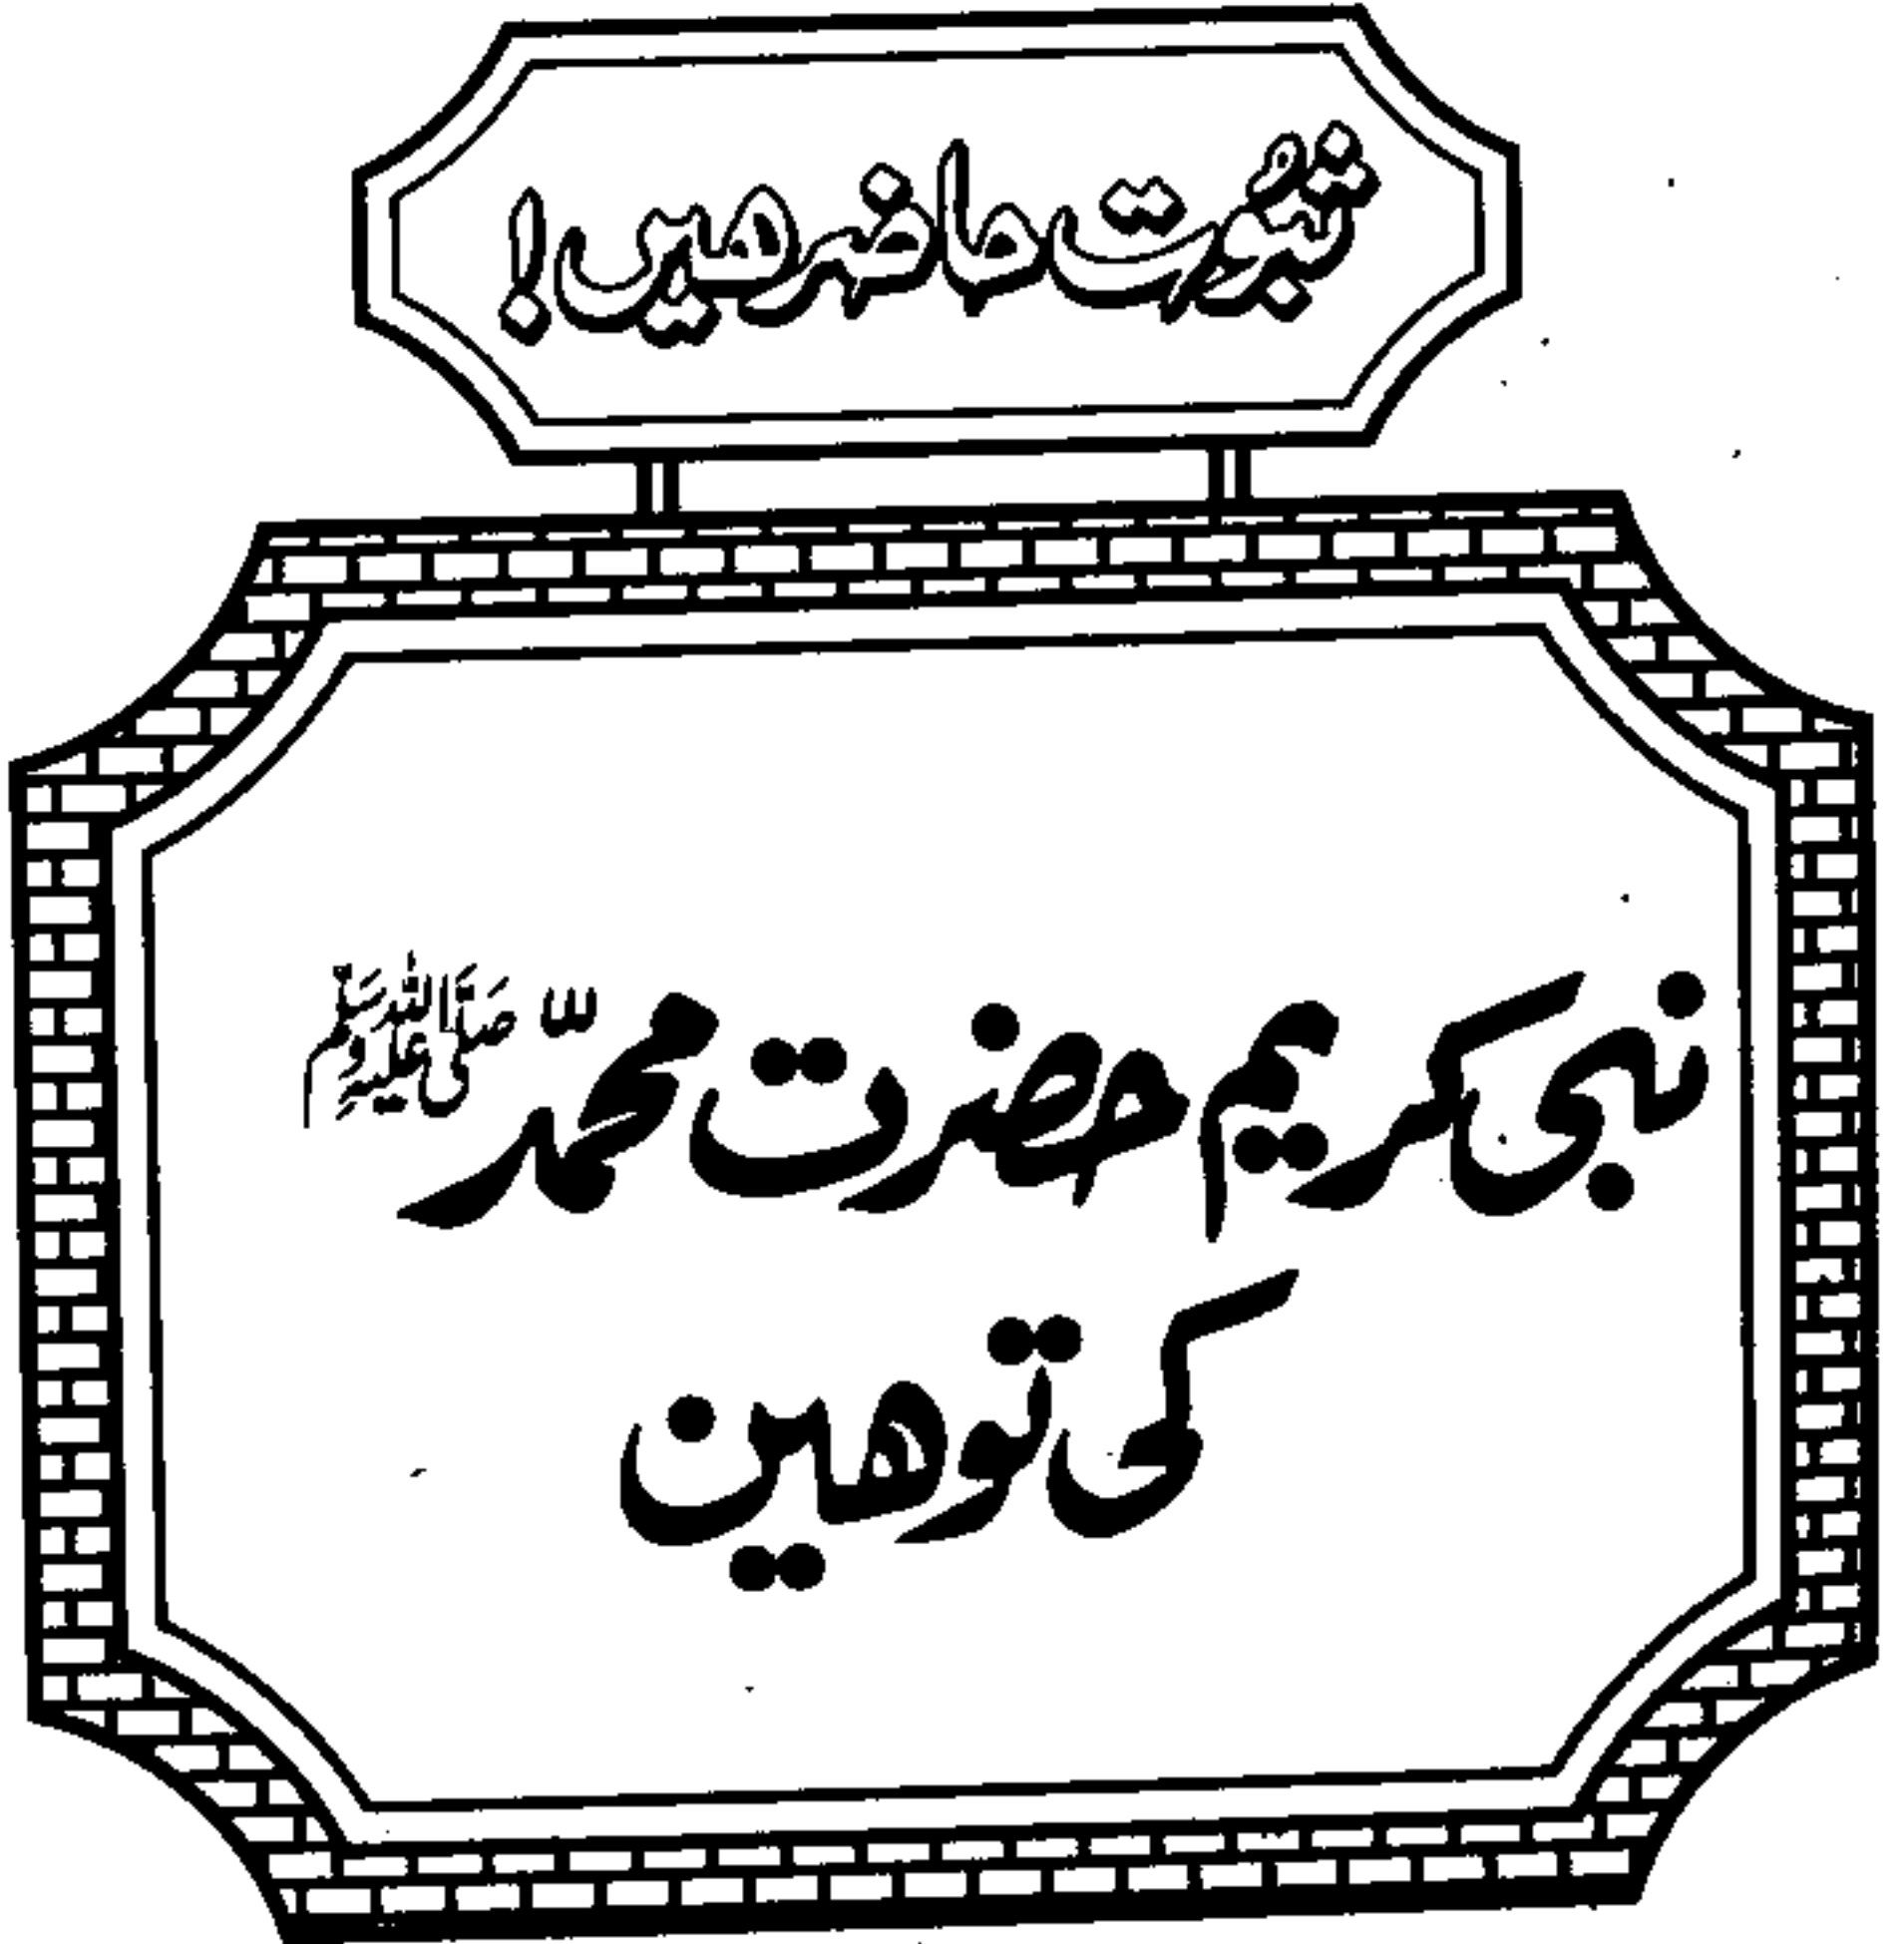 ثبوت حاضر ہیں!
نبی کریم حضرت محمدؐ صلی اللہ علیہ وسلم
کی توہین